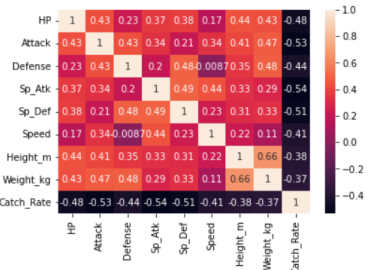 HP 1 0.43 0.23 0.37 0.38 0.17 0.44 0.43 -0.48
Attack 0.43 1 0.43 0.34 0.21 0.34 0.41 0.47 -0.53
Defense 0.23 0.43 1 0.2 0.48 -0.0087 0.35 0.48 -0.44
Sp_Atk 0.37 0.34 0.2 1 0.49 0.44 0.33 0.29 -0.54
Sp_Def 0.38 0.21 0.48 0.49 1 0.23 0.31 0.33 -0.51
Speed 0.17 0.34 -0.0087 0.44 0.23 1 0.22 0.11 -0.41
Height_m 0.44 0.41 0.35 0.33 0.31 0.22 1 0.66 -0.38
Weight_kg 0.43 0.47 0.48 0.29 0.33 0.11 0.66 1 -0.37
Catch_Rate -0.48 -0.53 -0.44 -0.54 -0.51 -0.41 -0.38 -0.37 1
HP
Attack
Defense
Sp_Atk
Sp_Def
Speed
Height_m
Weight_kg
Catch_Rate
1.0
0.8
0.6
0.4
0.2
0.0
−0.2
−0.4